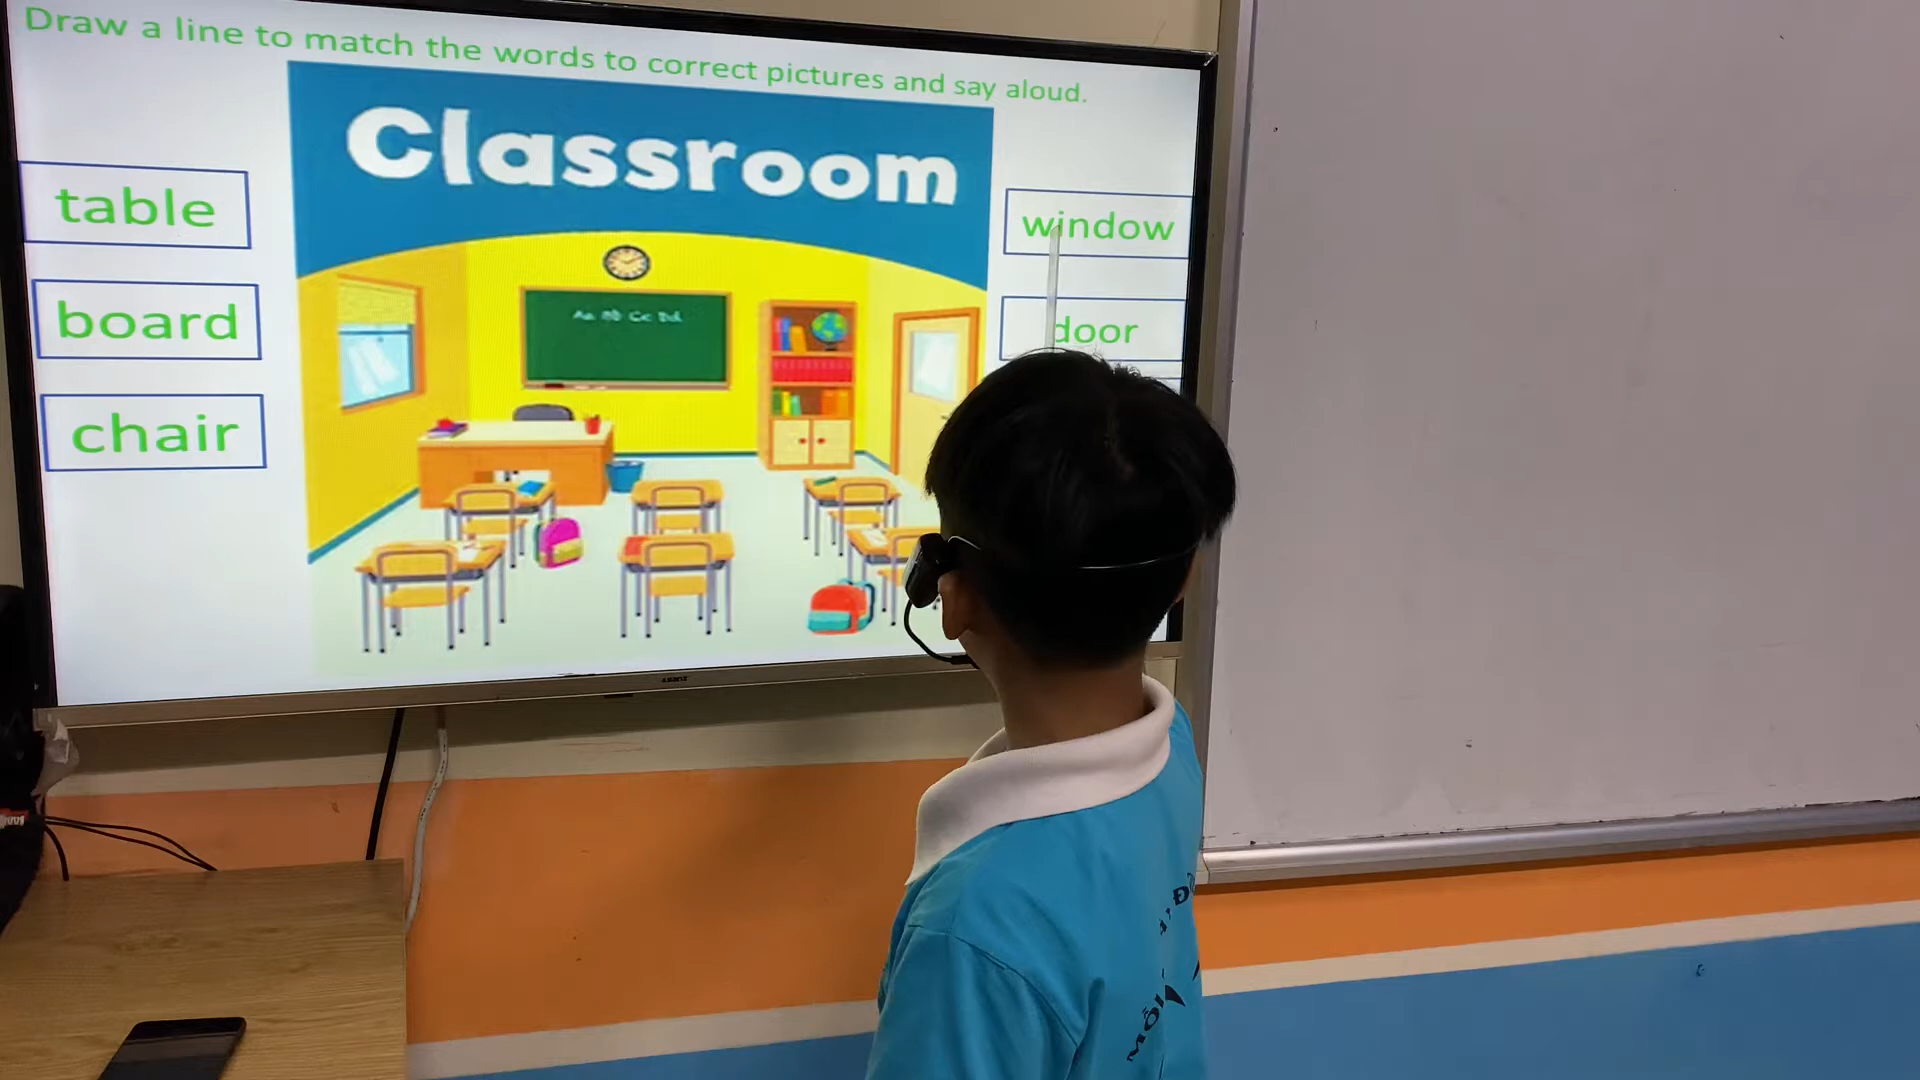 Draw a line to match the words to correct pictures and say aloud.
Classroom
table
window
board
door
chair